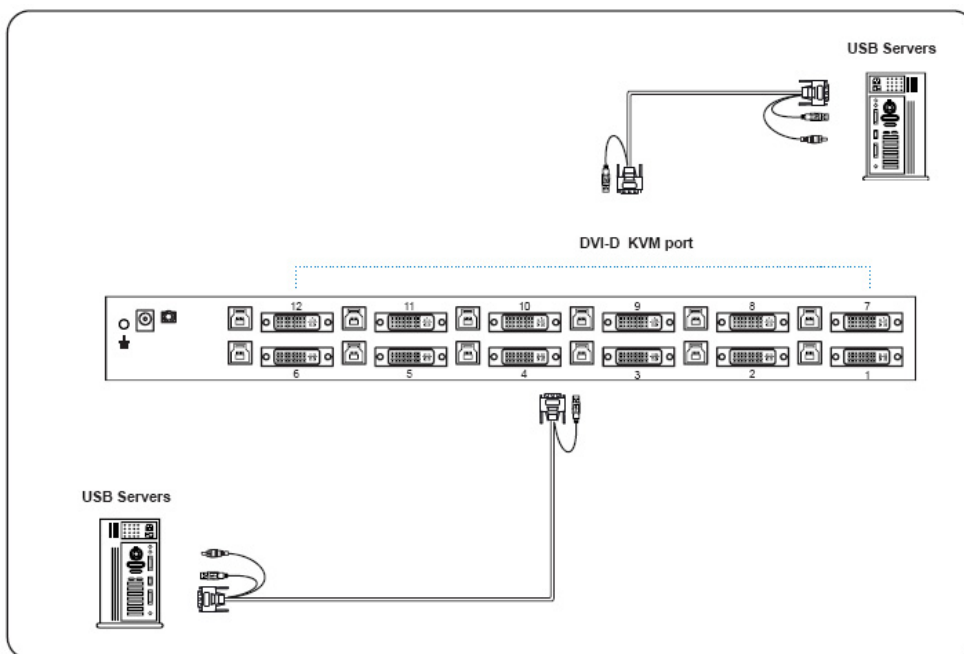 USB Servers
DVI-D KVM port
12 11 10 9 8 7
6 5 4 3 2 1
USB Servers